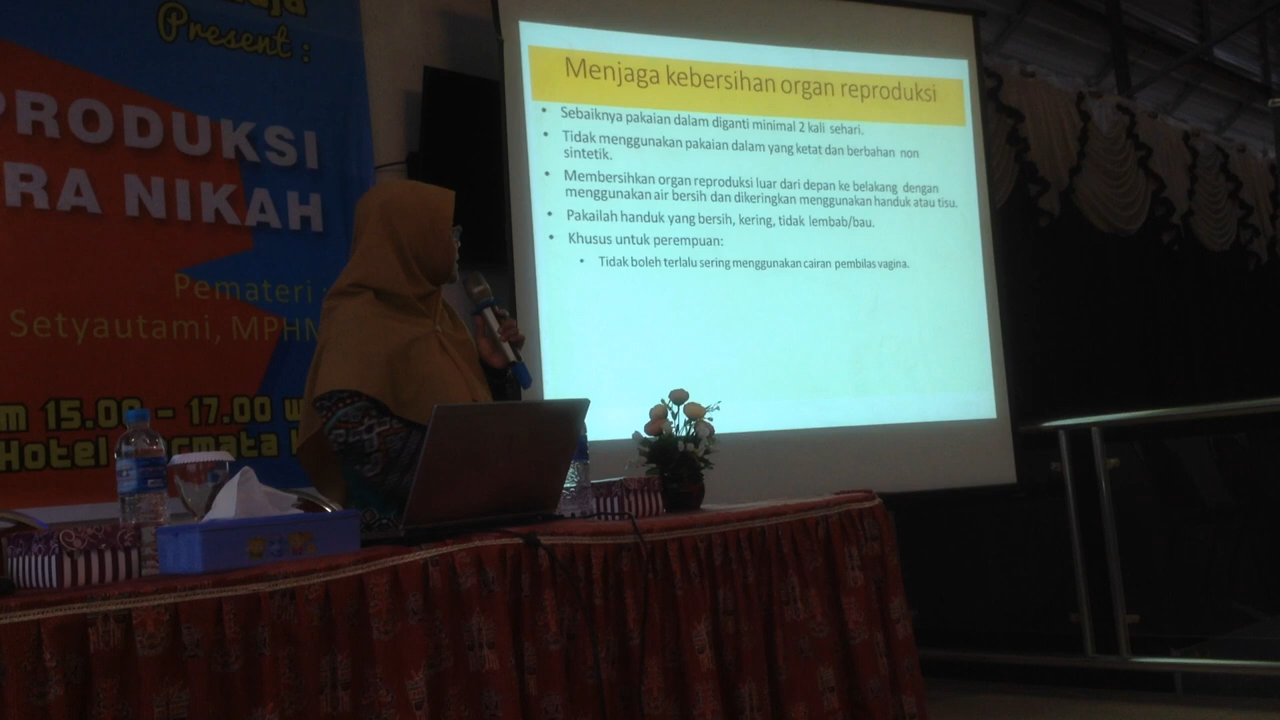 Present :
PRODUKSI
RA NIKAH
Pemateri :
Setyautami, MPHM
m 15.00 - 17.00 w
Hotel
Menjaga kebersihan organ reproduksi
• Sebaiknya pakaian dalam diganti minimal 2 kali sehari.
• Tidak menggunakan pakaian dalam yang ketat dan berbahan non
sintetik.
• Membersihkan organ reproduksi luar dari depan ke belakang dengan
menggunakan air bersih dan dikeringkan menggunakan handuk atau tisu.
• Pakailah handuk yang bersih, kering, tidak lembab/bau.
• Khusus untuk perempuan:
• Tidak boleh terlalu sering menggunakan cairan pembilas vagina.